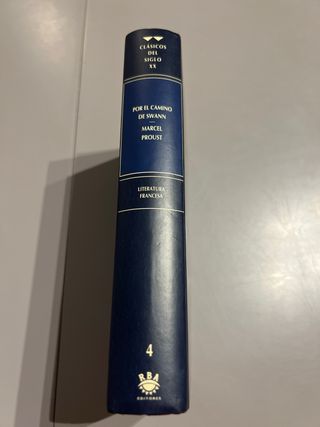 CLÁSICOS
DEL
SIGLO
XX
POR EL CAMINO
DE SWANN
MARCEL
PROUST
LITERATURA
FRANCESA
4
RBA
EDITORES